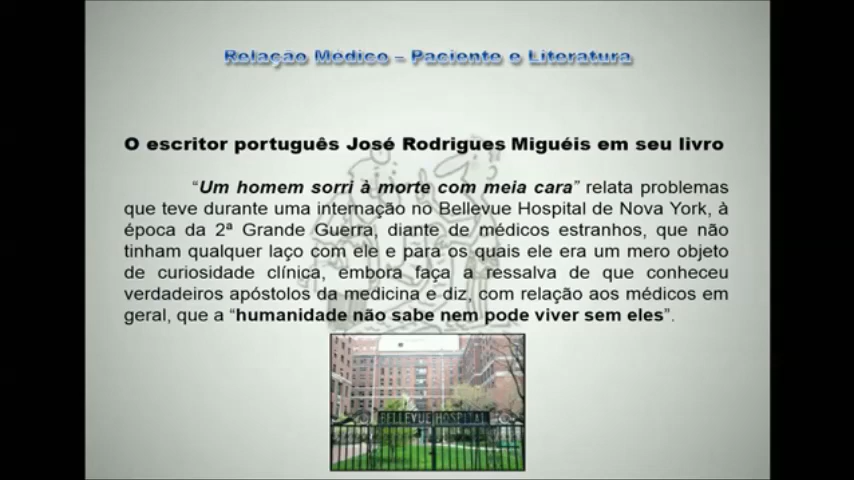 Relação Médico – Paciente e Literatura
O escritor português José Rodrigues Miguéis em seu livro
“Um homem sorri à morte com meia cara” relata problemas
que teve durante uma internação no Bellevue Hospital de Nova York, à
época da 2ª Grande Guerra, diante de médicos estranhos, que não
tinham qualquer laço com ele e para os quais ele era um mero objeto
de curiosidade clínica, embora faça a ressalva de que conheceu
verdadeiros apóstolos da medicina e diz, com relação aos médicos em
geral, que a “humanidade não sabe nem pode viver sem eles”.
BELLEVUE HOSPITAL